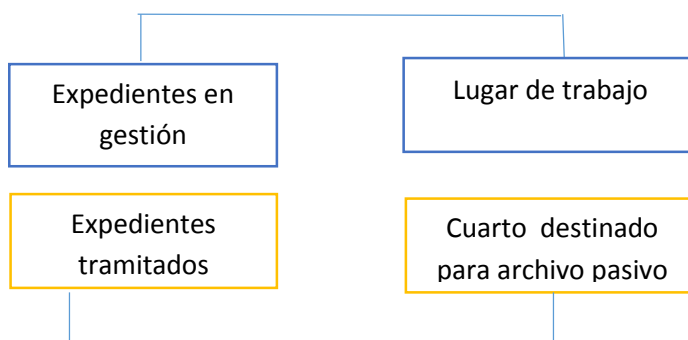 Expedientes en
gestión
Lugar de trabajo
Expedientes
tramitados
Cuarto destinado
para archivo pasivo